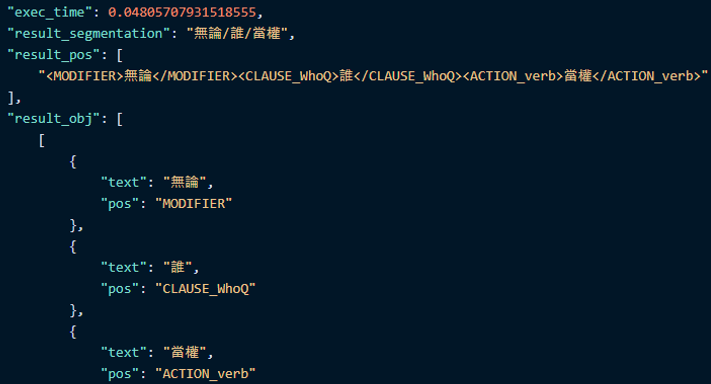 "exec_time": 0.04805707931518555,
"result_segmentation": "無論/誰/當權",
"result_pos": [
"<MODIFIER>無論</MODIFIER><CLAUSE_WhoQ>誰</CLAUSE_WhoQ><ACTION_verb>當權</ACTION_verb>"
],
"result_obj": [
[
{
"text": "無論",
"pos": "MODIFIER"
},
{
"text": "誰",
"pos": "CLAUSE_WhoQ"
},
{
"text": "當權",
"pos": "ACTION_verb"